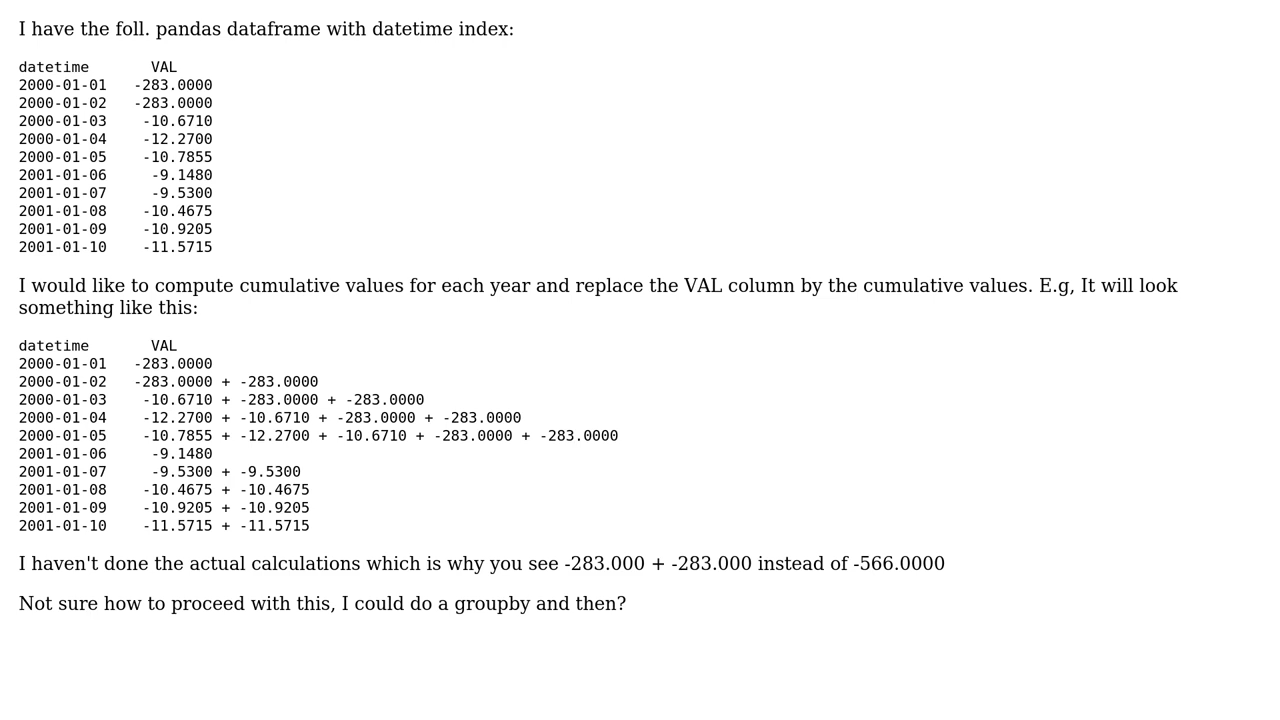 I have the foll. pandas dataframe with datetime index:
datetime       VAL
2000-01-01   -283.0000
2000-01-02   -283.0000
2000-01-03    -10.6710
2000-01-04    -12.2700
2000-01-05    -10.7855
2001-01-06     -9.1480
2001-01-07     -9.5300
2001-01-08    -10.4675
2001-01-09    -10.9205
2001-01-10    -11.5715
I would like to compute cumulative values for each year and replace the VAL column by the cumulative values. E.g, It will look
something like this:
datetime       VAL
2000-01-01   -283.0000
2000-01-02   -283.0000 + -283.0000
2000-01-03    -10.6710 + -283.0000 + -283.0000
2000-01-04    -12.2700 + -10.6710 + -283.0000 + -283.0000
2000-01-05    -10.7855 + -12.2700 + -10.6710 + -283.0000 + -283.0000
2001-01-06     -9.1480
2001-01-07     -9.5300 + -9.5300
2001-01-08    -10.4675 + -10.4675
2001-01-09    -10.9205 + -10.9205
2001-01-10    -11.5715 + -11.5715
I haven't done the actual calculations which is why you see -283.000 + -283.000 instead of -566.0000
Not sure how to proceed with this, I could do a groupby and then?